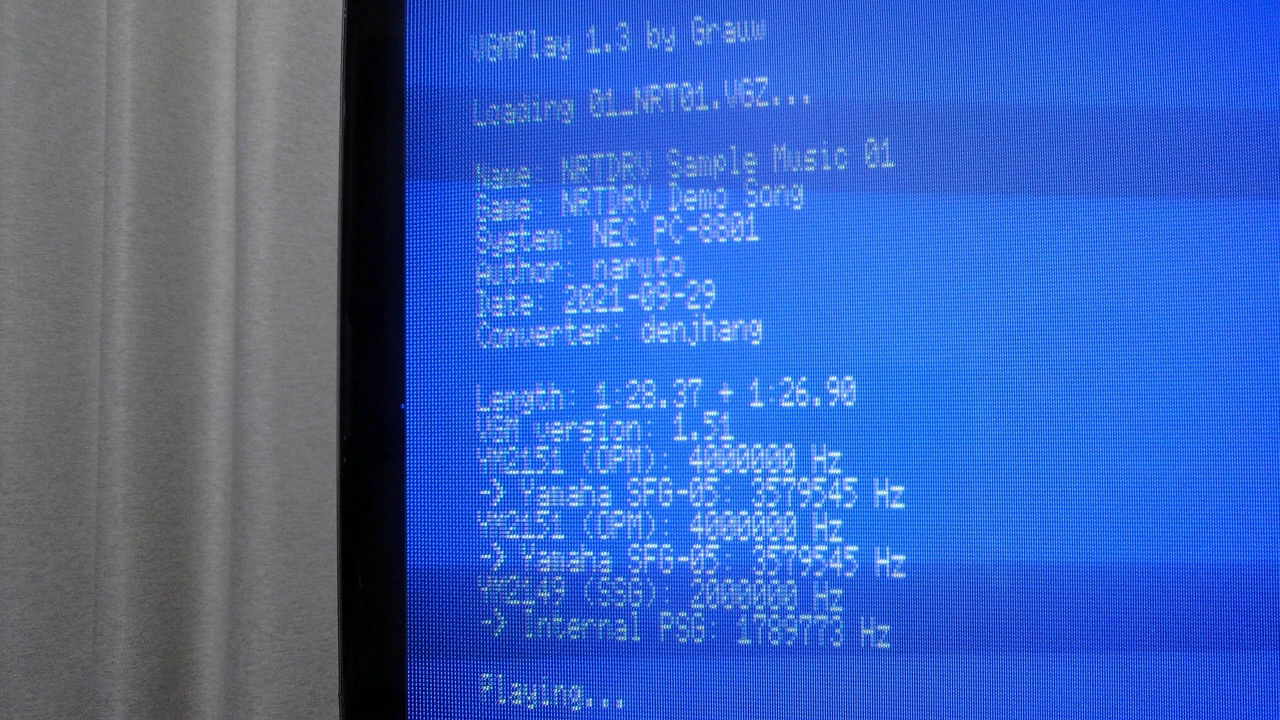 VGMPlay 1.3 by Grauw
Loading 01_NRT01.VGZ...
Name: NRTDRV Sample Music 01
Game: NRTDRV Demo Song
System: NEC PC-8801
Author: naruto
Date: 2021-09-29
Converter: denjhang
Length: 1:28.37 + 1:26.90
VGM version: 1.51
YM2151 (OPM): 4000000 Hz
-> Yamaha SFG-05: 3579545 Hz
YM2151 (OPM): 4000000 Hz
-> Yamaha SFG-05: 3579545 Hz
YM2149 (SSG): 2000000 Hz
-> Internal PSG: 1789773 Hz
Playing...